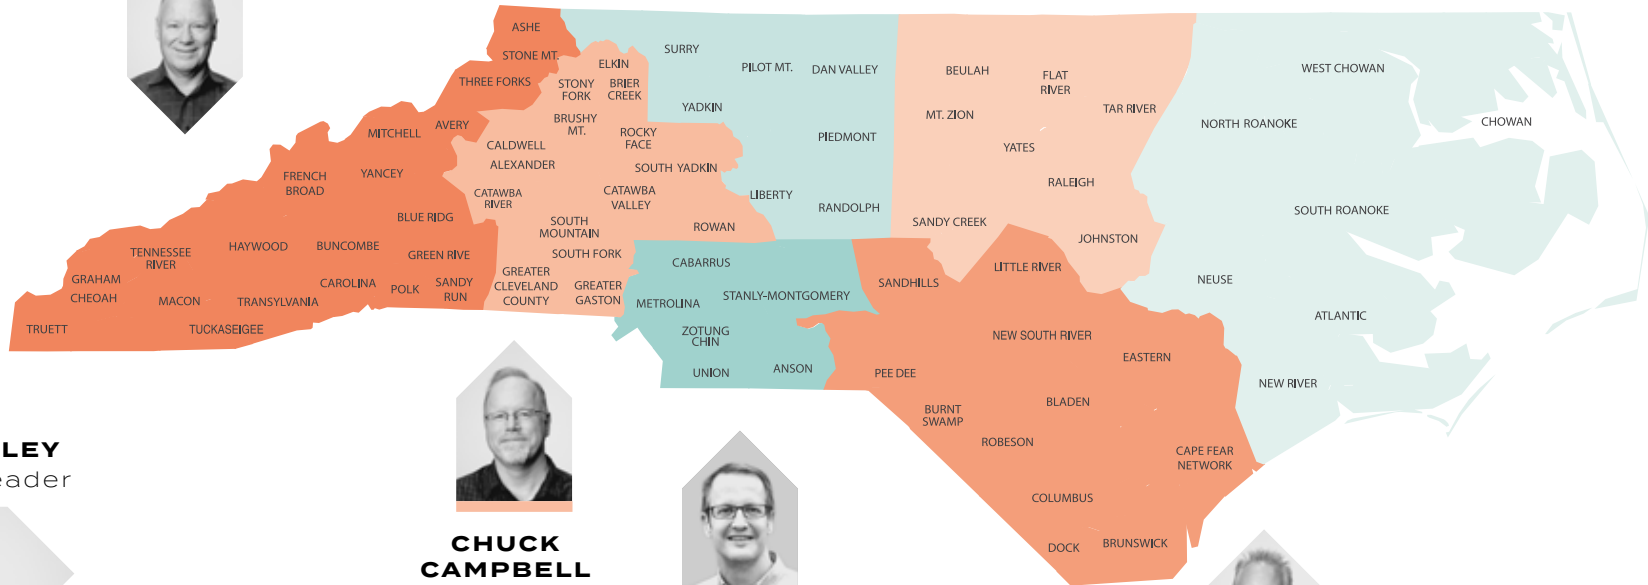 ASHE
STONE MT.
THREE FORKS
MITCHELL
AVERY
FRENCH
BROAD
YANCEY
BLUE RIDG
TENNESSEE
RIVER
HAYWOOD
BUNCOMBE
GREEN RIVE
GRAHAM
CHEOAH
MACON
TRANSYLVANIA
CAROLINA
POLK
SANDY
RUN
TRUETT
TUCKASEIGEE
ELKIN
STONY
FORK
BRIER
CREEK
BRUSHY
MT.
ROCKY
FACE
CALDWELL
ALEXANDER
SOUTH YADKIN
CATAWBA
RIVER
CATAWBA
VALLEY
SOUTH
MOUNTAIN
ROWAN
SOUTH FORK
GREATER
CLEVELAND
COUNTY
GREATER
GASTON
SURRY
PILOT MT.
DAN VALLEY
YADKIN
PIEDMONT
LIBERTY
RANDOLPH
CABARRUS
METROLINA
STANLY-MONTGOMERY
ZOTUNG
CHIN
UNION
ANSON
BEULAH
FLAT
RIVER
MT. ZION
TAR RIVER
YATES
RALEIGH
SANDY CREEK
JOHNSTON
SANDHILLS
LITTLE RIVER
NEW SOUTH RIVER
EASTERN
PEE DEE
BURNT
SWAMP
BLADEN
ROBESON
CAPE FEAR
NETWORK
COLUMBUS
DOCK
BRUNSWICK
WEST CHOWAN
NORTH ROANOKE
CHOWAN
SOUTH ROANOKE
NEUSE
ATLANTIC
NEW RIVER
LEY
eader
CHUCK
CAMPBELL